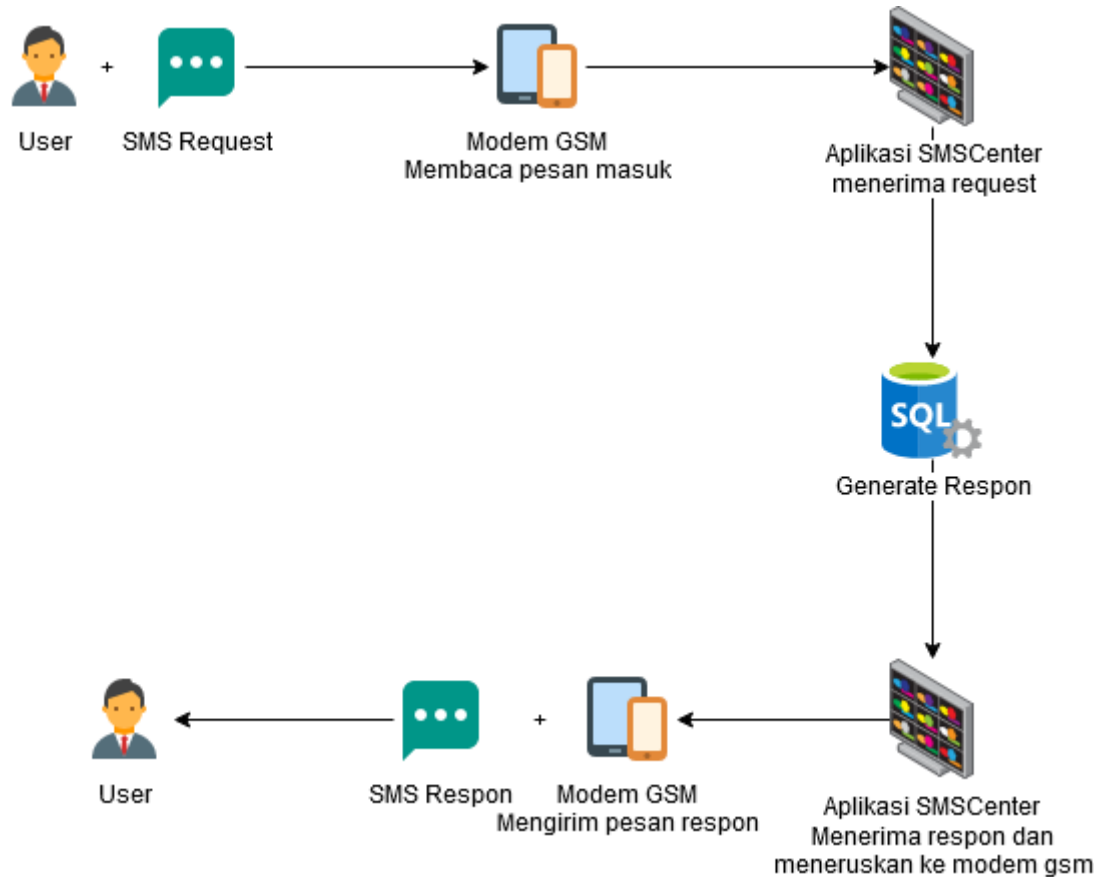 +
User
SMS Request
Modem GSM
Membaca pesan masuk
Aplikasi SMSCenter
menerima request
SQL
Generate Respon
+
User
SMS Respon
Modem GSM
Mengirim pesan respon
Aplikasi SMSCenter
Menerima respon dan
meneruskan ke modem gsm